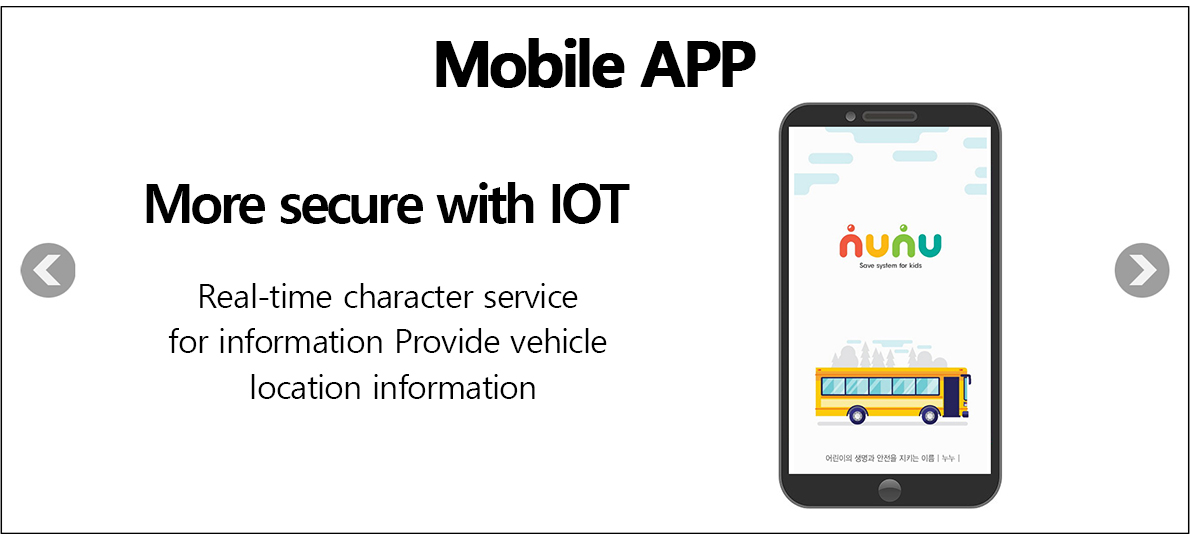 Mobile APP
More secure with IOT
Real-time character service
for information Provide vehicle
location information
nunu
Save system for kids
어린이의 생명과 안전을 지키는 이름 | 누누 |